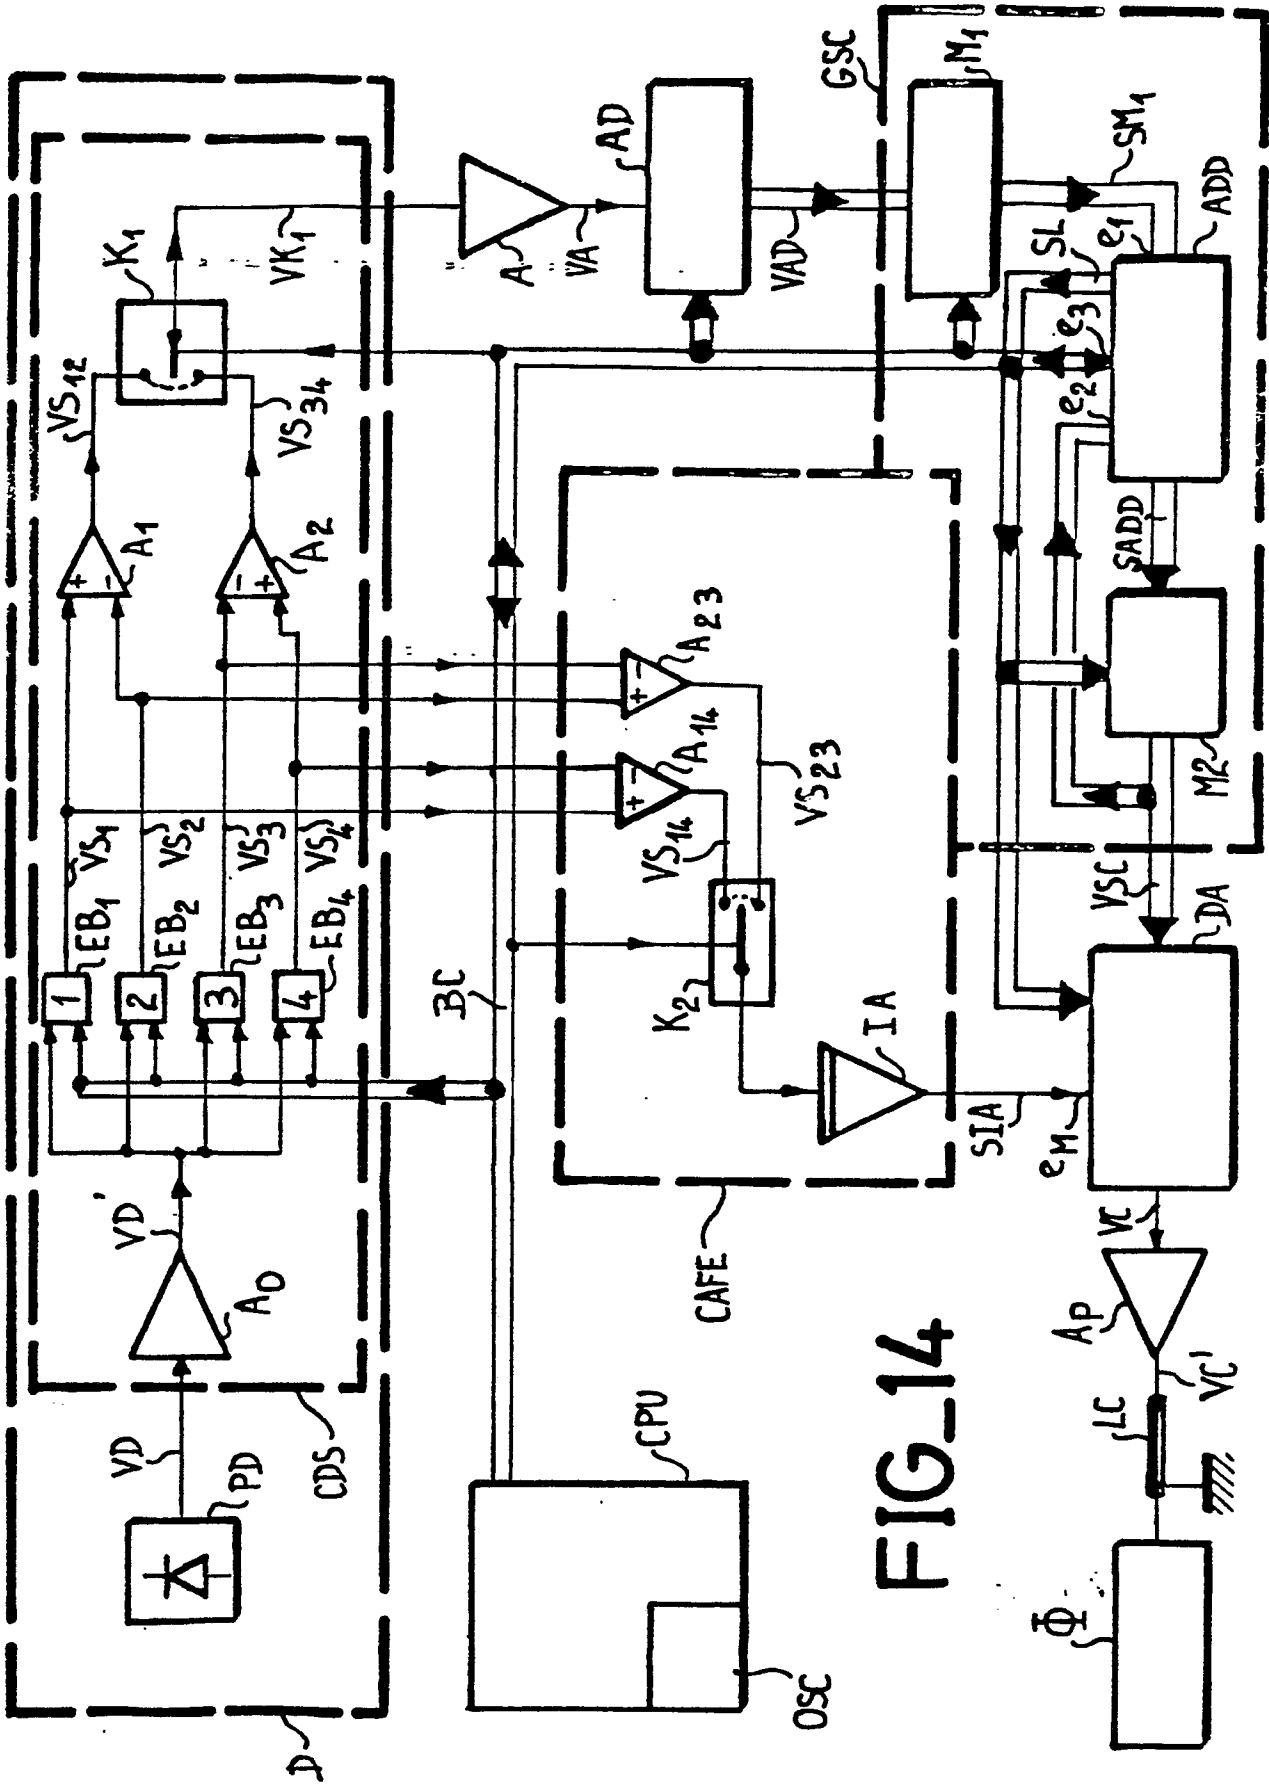 D
PD
VD
CDS
A₀
VD'
1
EB₁
VS₁
2
EB₂
VS₂
3
EB₃
VS₃
4
EB₄
VS₄
+
-
A₁
VS₁₂
-
+
A₂
VS₃₄
K₁
VK₁
A
VA
AD
VAD
OSC
CPU
BC
CAFE
K₂
VS₁₄
+
-
A₁₄
+
-
A₂₃
VS₂₃
IA
SIA
GSC
M₁
SM₁
ADD
e₁
SL
e₃
e₂
SADD
M2
VSC
DA
eM
VC
AP
VC'
LC
Φ
FIG_14